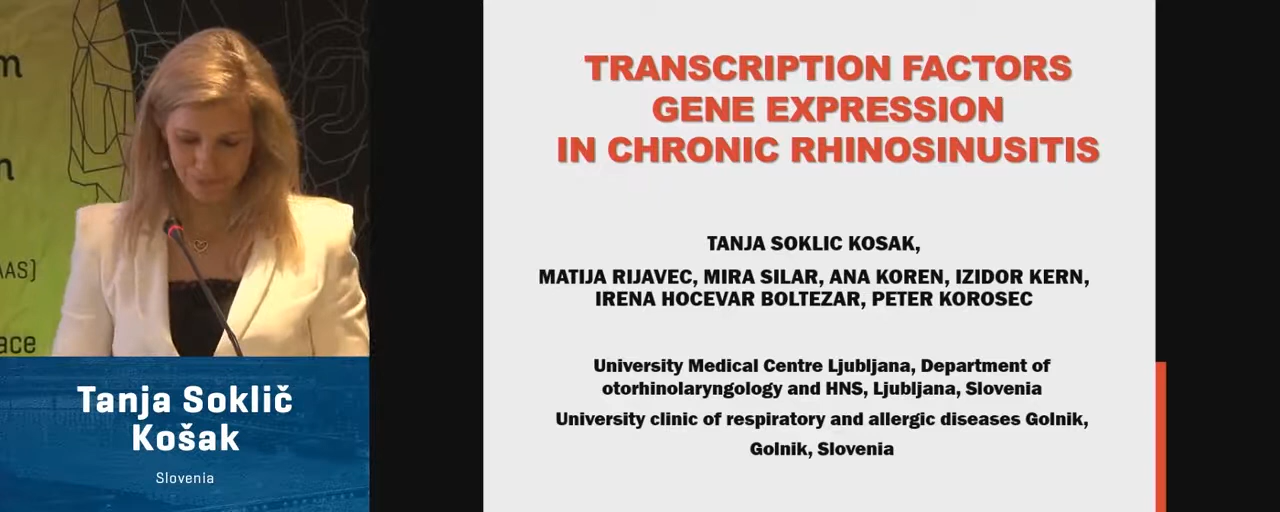 m
n
AAS)
ace
Tanja Soklič
Košak
Slovenia
TRANSCRIPTION FACTORS
GENE EXPRESSION
IN CHRONIC RHINOSINUSITIS
TANJA SOKLIC KOSAK,
MATIJA RIJAVEC, MIRA SILAR, ANA KOREN, IZIDOR KERN,
IRENA HOCEVAR BOLTEZAR, PETER KOROSEC
University Medical Centre Ljubljana, Department of
otorhinolaryngology and HNS, Ljubljana, Slovenia
University clinic of respiratory and allergic diseases Golnik,
Golnik, Slovenia